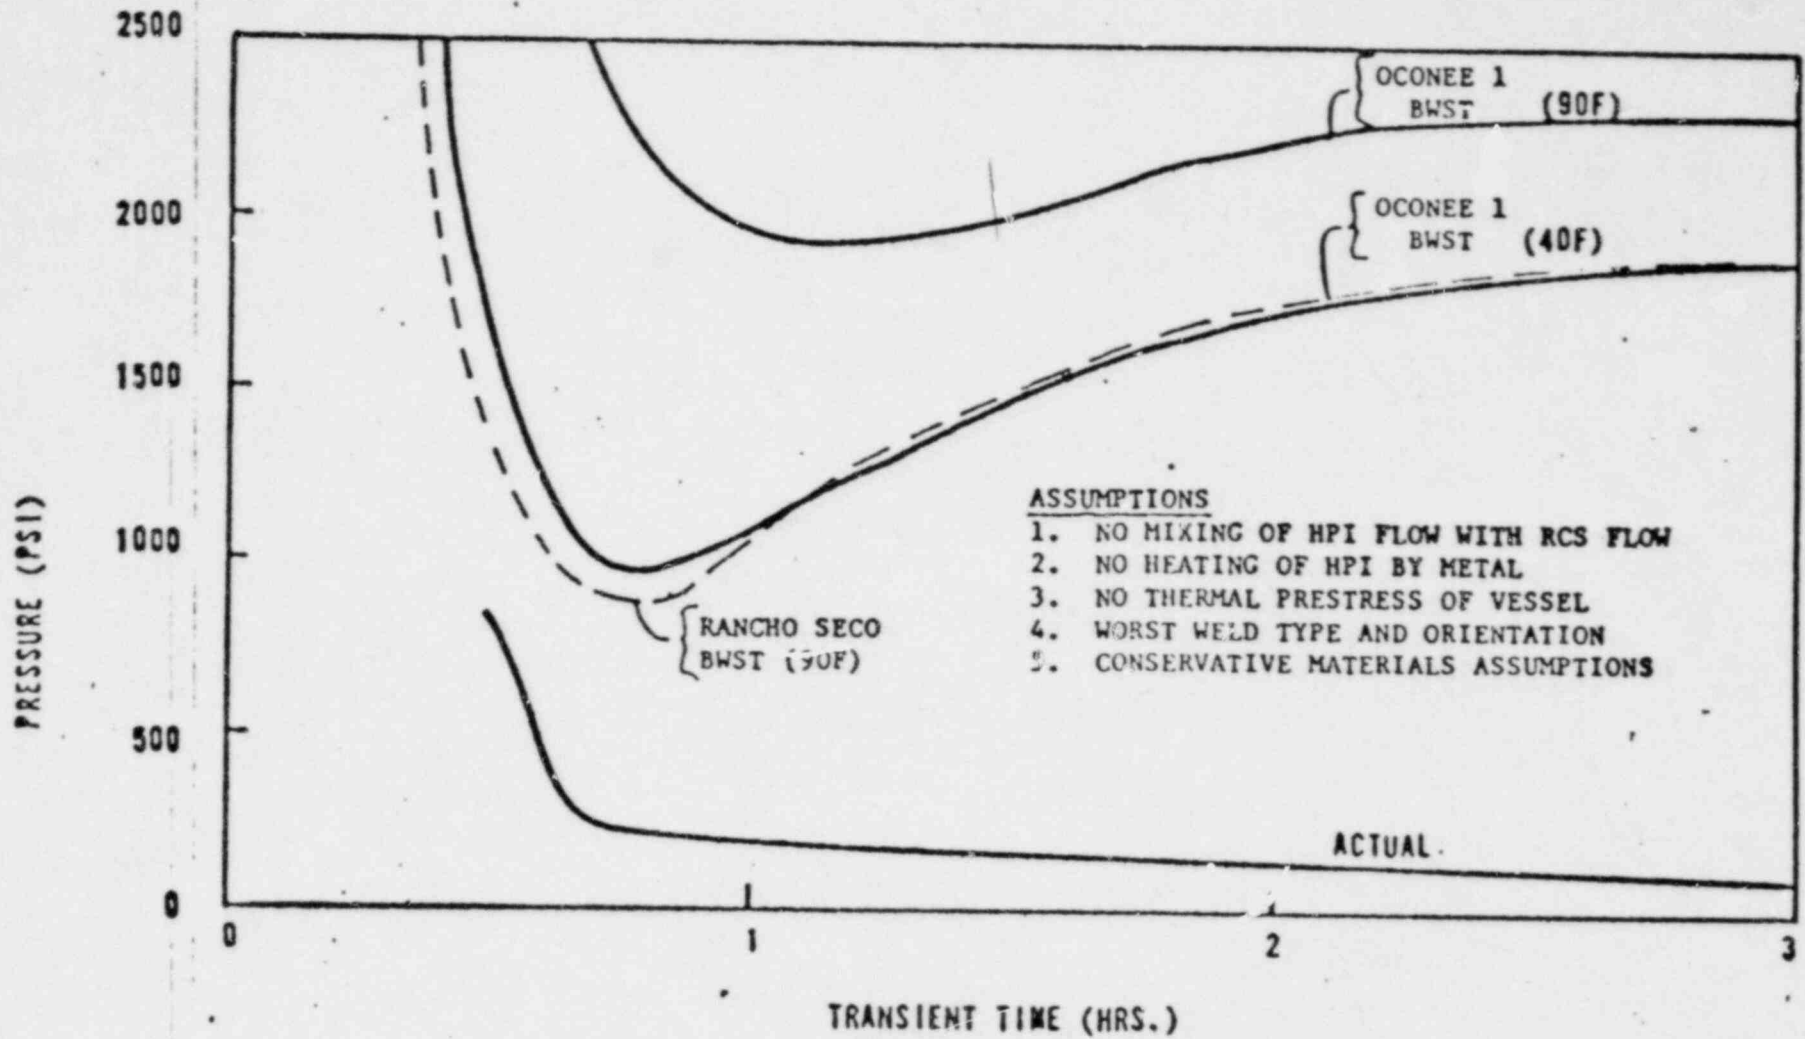 2500
2000
1500
1000
500
0
PRESSURE (PSI)
OCONEE 1
BWST (90F)
OCONEE 1
BWST (40F)
RANCHO SECO
BWST (90F)
ASSUMPTIONS
1. NO MIXING OF HPI FLOW WITH RCS FLOW
2. NO HEATING OF HPI BY METAL
3. NO THERMAL PRESTRESS OF VESSEL
4. WORST WELD TYPE AND ORIENTATION
5. CONSERVATIVE MATERIALS ASSUMPTIONS
ACTUAL
0 1 2 3
TRANSIENT TIME (HRS.)